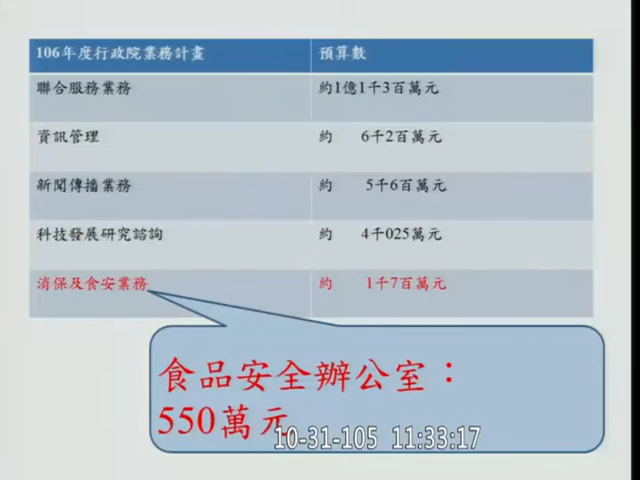 106年度行政院業務計畫 預算數
聯合服務業務 約1億1千3百萬元
資訊管理 約 6千2百萬元
新聞傳播業務 約 5千6百萬元
科技發展研究諮詢 約 4千025萬元
消保及食安業務 約 1千7百萬元
食品安全辦公室：
550萬元
10-31-105 11:33:17